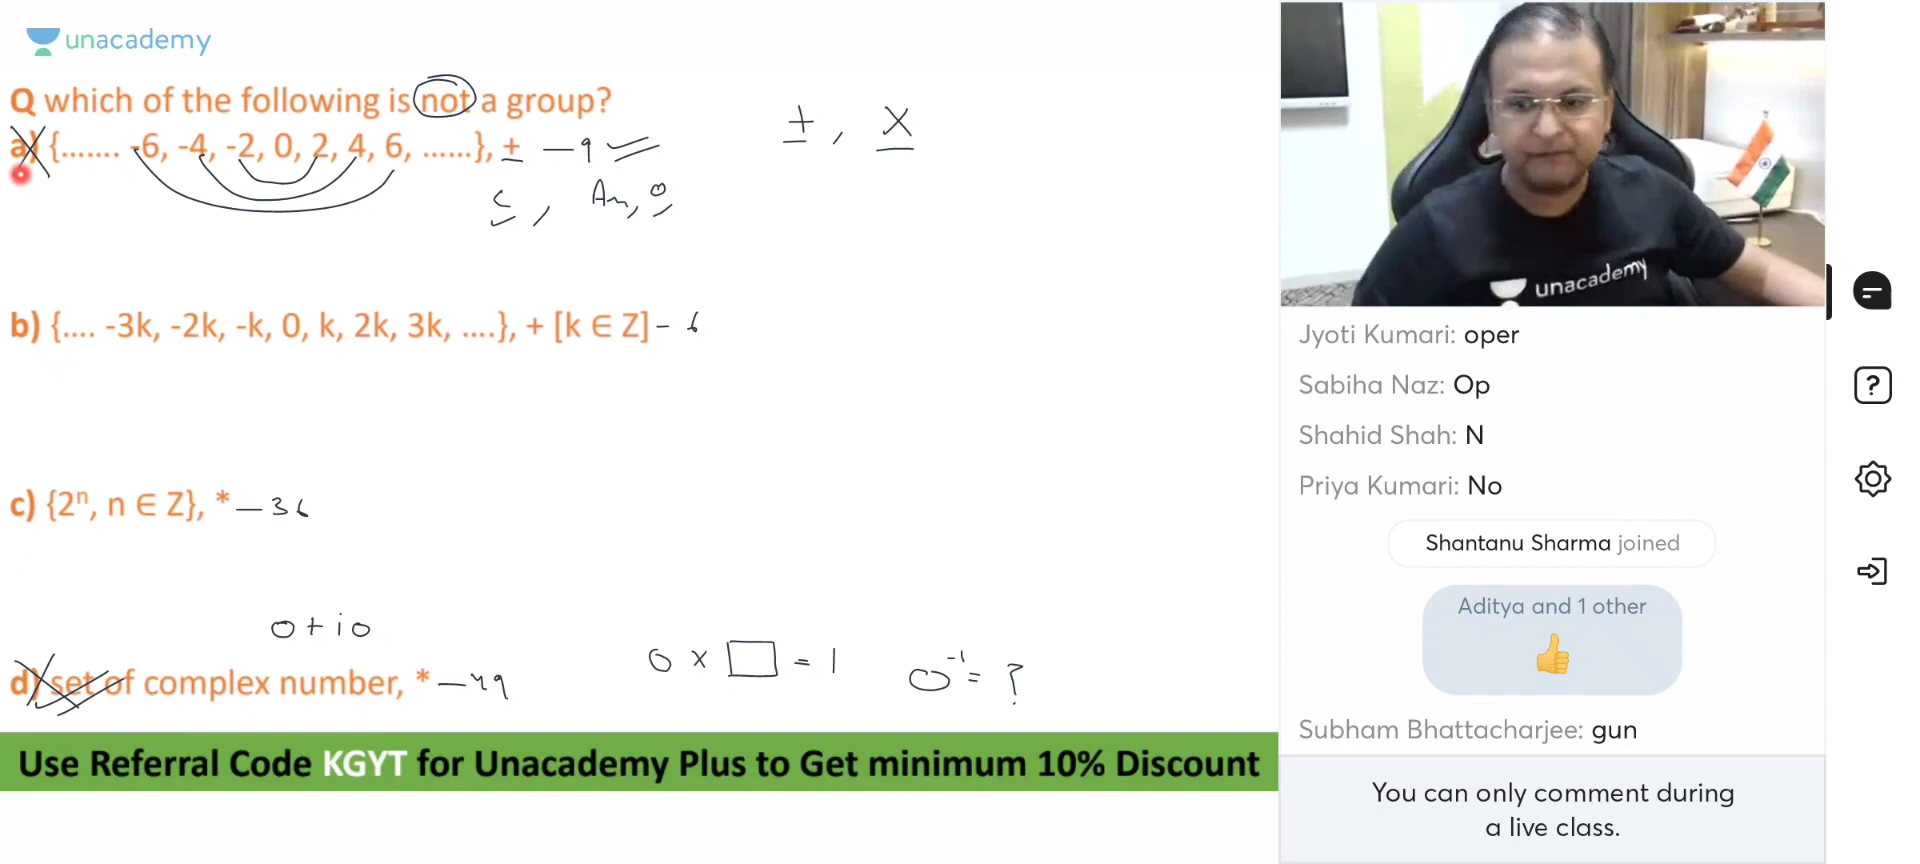 unacademy
Q which of the following is not a group?
a) {....... -6, -4, -2, 0, 2, 4, 6, ......}, + — 9
+ , ×
C , An, 0
b) {.... -3k, -2k, -k, 0, k, 2k, 3k, ....}, + [k ∈ Z] - 6
c) {2ⁿ, n ∈ Z}, * — 36
0 + i0
d) set of complex number, * — 49
0 × □ = 1
0⁻¹ = ?
Use Referral Code KGYT for Unacademy Plus to Get minimum 10% Discount
unacademy
Jyoti Kumari: oper
Sabiha Naz: Op
Shahid Shah: N
Priya Kumari: No
Shantanu Sharma joined
Aditya and 1 other
Subham Bhattacharjee: gun
You can only comment during
a live class.